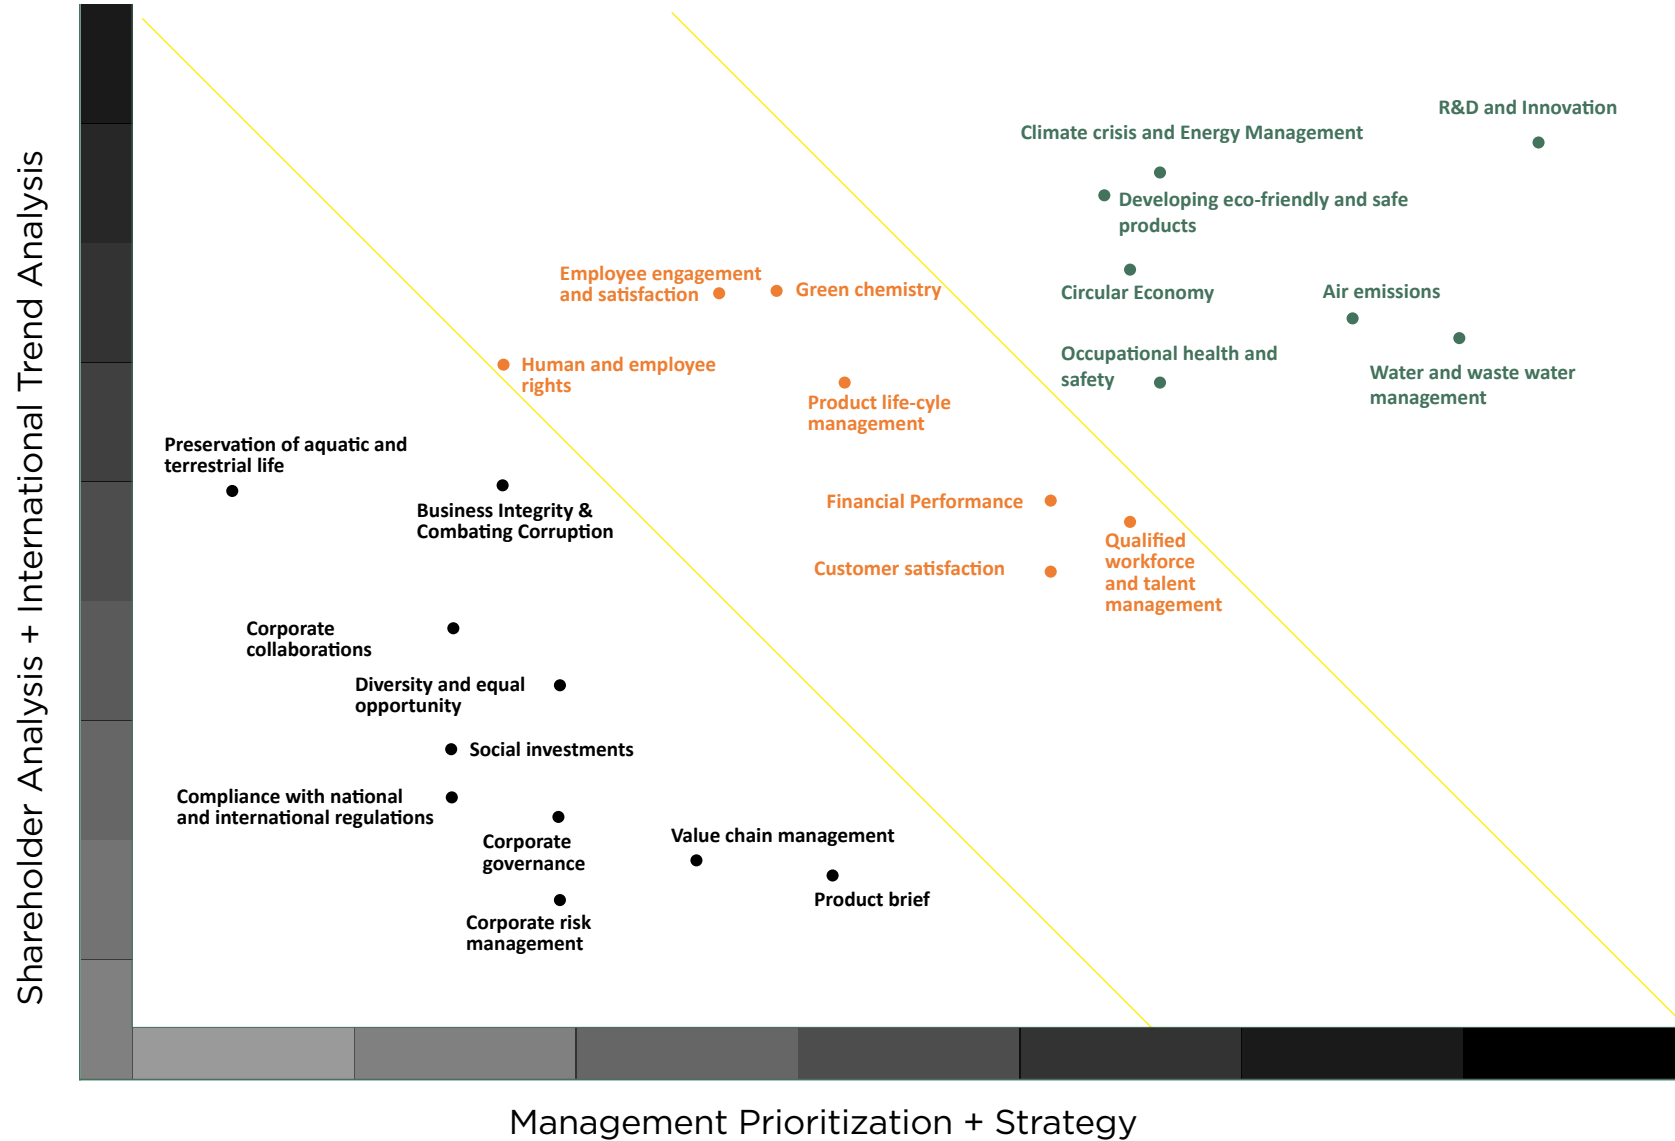 Shareholder Analysis + International Trend Analysis
R&D and Innovation
Climate crisis and Energy Management
Developing eco-friendly and safe
products
Employee engagement
and satisfaction
Green chemistry
Circular Economy
Air emissions
Human and employee
rights
Occupational health and
safety
Water and waste water
management
Product life-cyle
management
Preservation of aquatic and
terrestrial life
Business Integrity &
Combating Corruption
Financial Performance
Qualified
workforce
and talent
management
Customer satisfaction
Corporate
collaborations
Diversity and equal
opportunity
Social investments
Compliance with national
and international regulations
Corporate
governance
Value chain management
Product brief
Corporate risk
management
Management Prioritization + Strategy